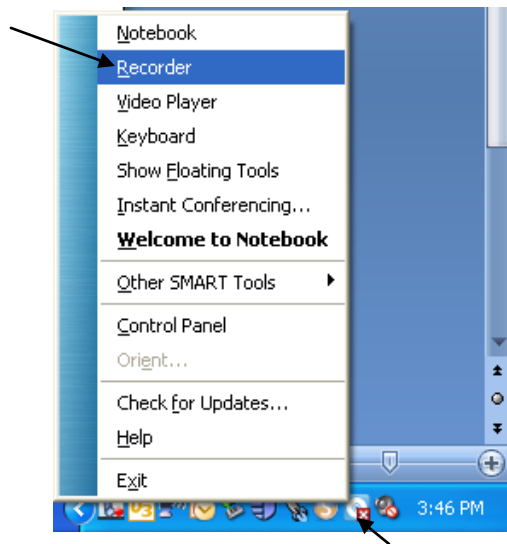 Notebook
Recorder
Video Player
Keyboard
Show Floating Tools
Instant Conferencing...
Welcome to Notebook
Other SMART Tools
Control Panel
Orient...
Check for Updates...
Help
Exit
3:46 PM